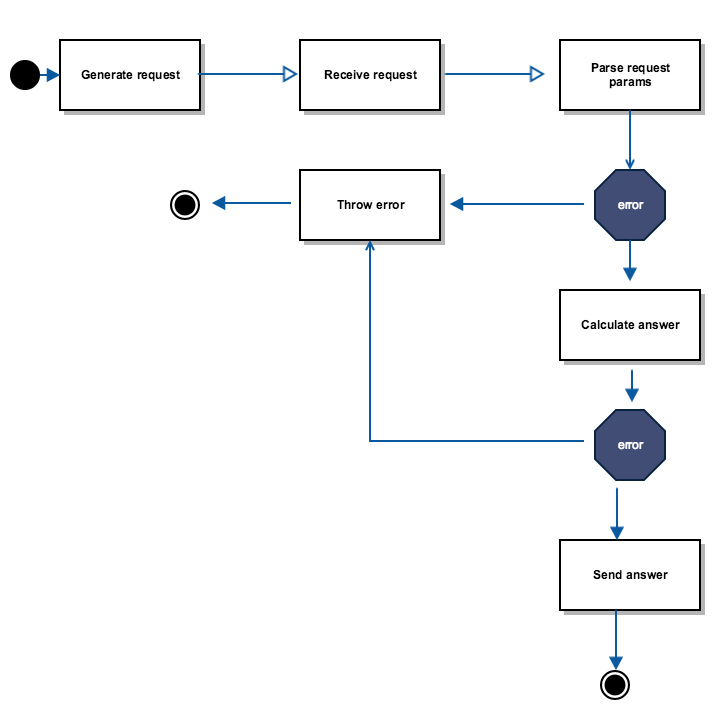 Generate request
Receive request
Parse request
params
Throw error
error
Calculate answer
error
Send answer